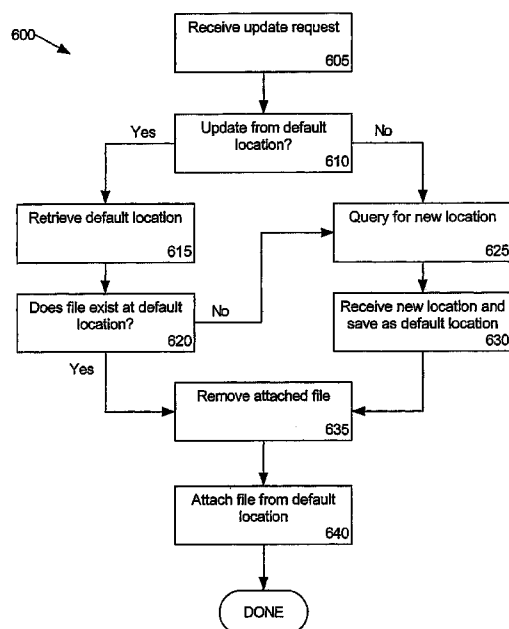 600
Receive update request
605
Update from default
location?
610
Yes
No
Retrieve default location
615
Query for new location
625
Does file exist at default
location?
620
No
Yes
Receive new location and
save as default location
630
Remove attached file
635
Attach file from default
location
640
DONE